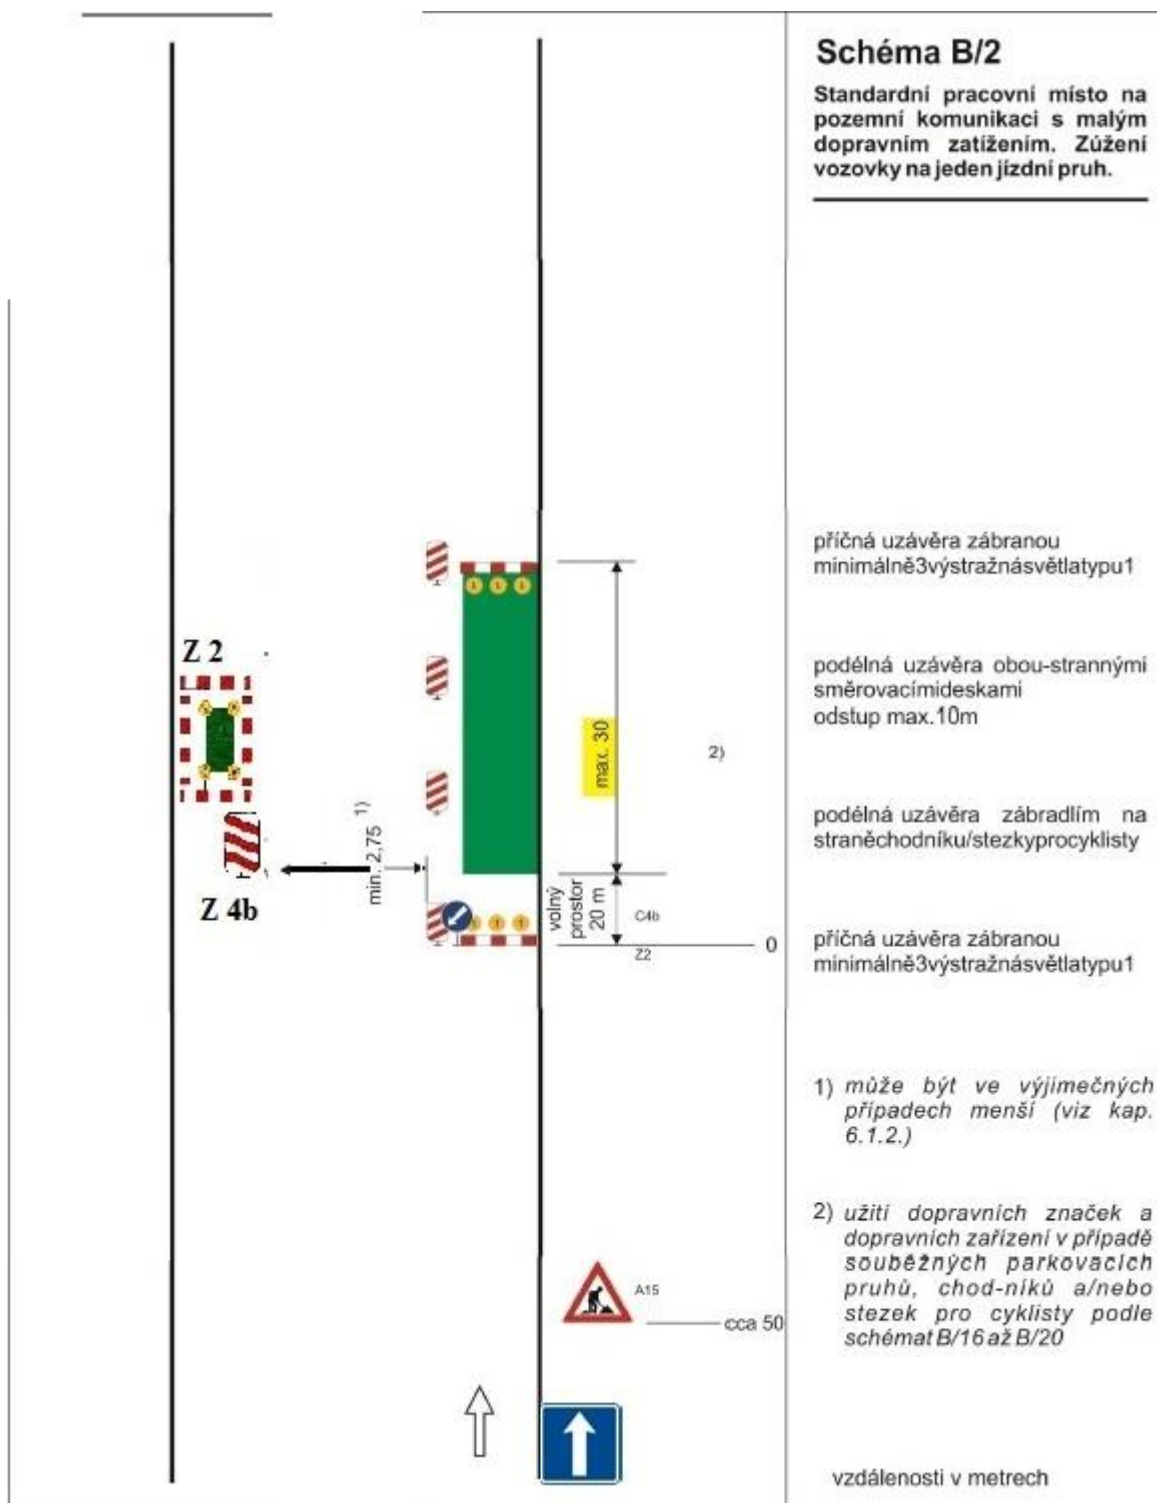 Schéma B/2
Standardní pracovní místo na
pozemní komunikaci s malým
dopravním zatížením. Zúžení
vozovky na jeden jízdní pruh.
příčná uzávěra zábranou
minimálně3výstražnásvětlatypu1
Z 2
podélná uzávěra obou-strannými
směrovacímideskami
odstup max.10m
max. 30
2)
min. 2,75 1)
podélná uzávěra zábradlím na
straněchodníku/stezkyprocyklisty
Z 4b
volný
prostor
20 m
C4b
Z2
0
příčná uzávěra zábranou
minimálně3výstražnásvětlatypu1
1) může být ve výjimečných
případech menší (viz kap.
6.1.2.)
2) užití dopravních značek a
dopravních zařízení v případě
souběžných parkovacích
pruhů, chod-níků a/nebo
stezek pro cyklisty podle
schémat B/16 až B/20
A15
cca 50
vzdálenosti v metrech